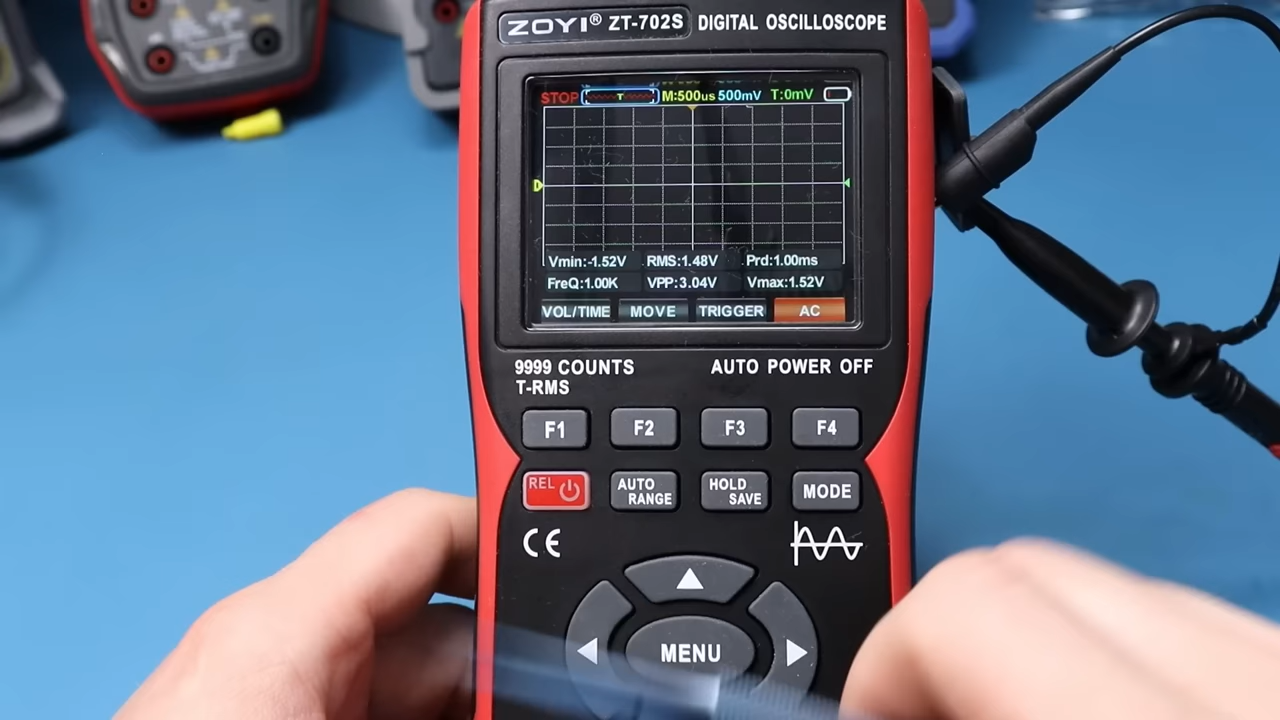 ZOYI® ZT-702S DIGITAL OSCILLOSCOPE
STOP T M:500us 500mV T:0mV
D
Vmin:-1.52V RMS:1.48V Prd:1.00ms
FreQ:1.00K VPP:3.04V Vmax:1.52V
VOL/TIME MOVE TRIGGER AC
9999 COUNTS AUTO POWER OFF
T-RMS
F1 F2 F3 F4
REL AUTO RANGE HOLD SAVE MODE
CE
MENU